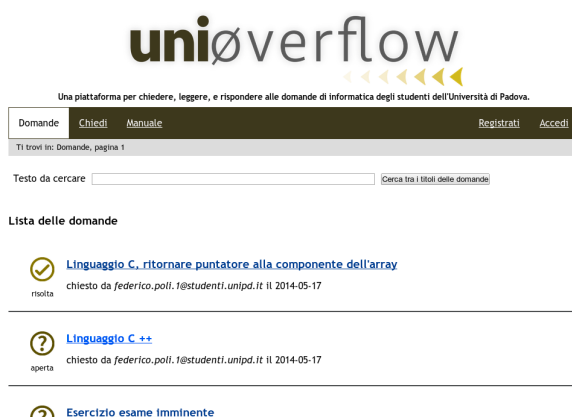 uniøverflow
Una piattaforma per chiedere, leggere, e rispondere alle domande di informatica degli studenti dell'Università di Padova.
Domande Chiedi Manuale Registrati Accedi
Ti trovi in: Domande, pagina 1
Testo da cercare Cerca tra i titoli delle domande
Lista delle domande
Linguaggio C, ritornare puntatore alla componente dell'array
chiesto da federico.poli.1@studenti.unipd.it il 2014-05-17
risolta
Linguaggio C ++
chiesto da federico.poli.1@studenti.unipd.it il 2014-05-17
aperta
Esercizio esame imminente